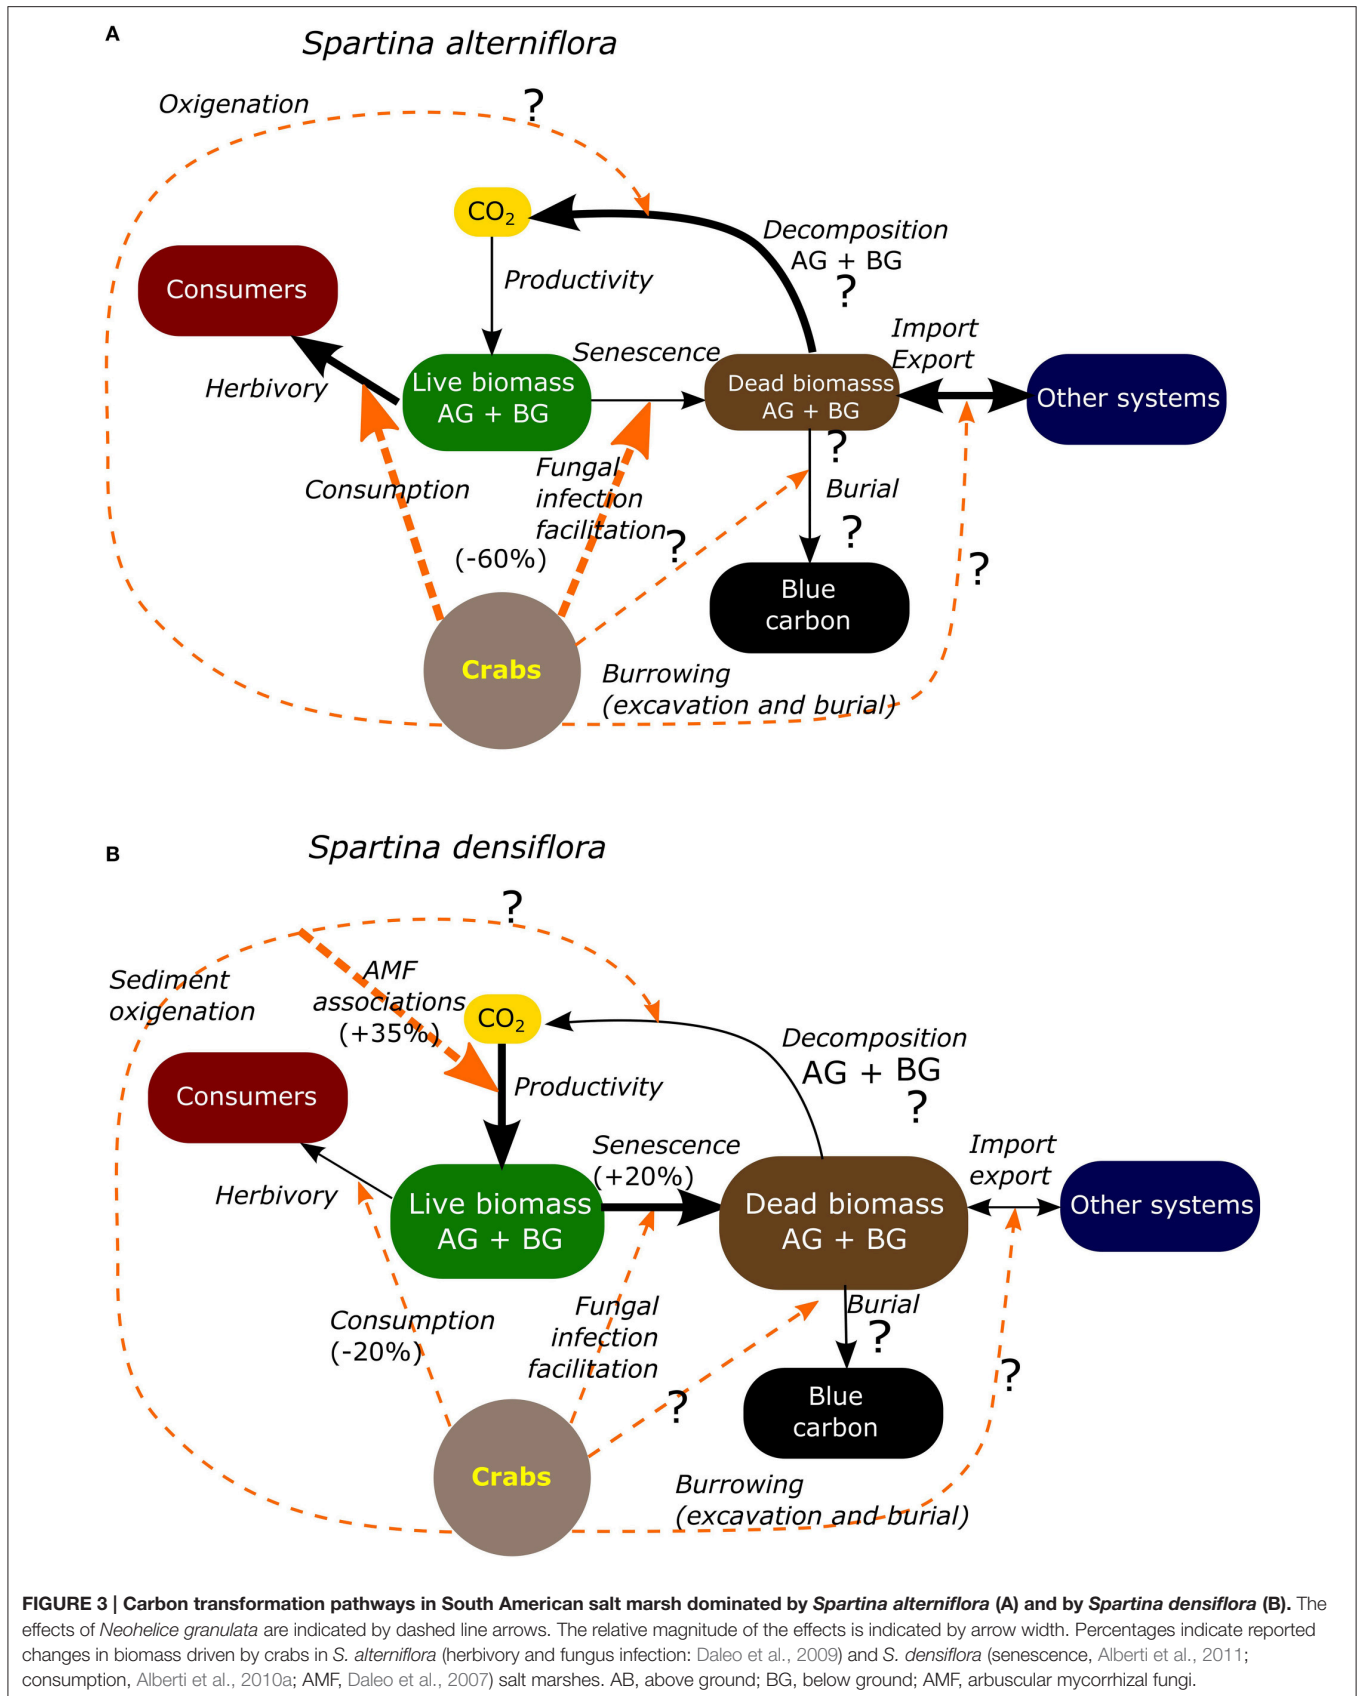 A
Spartina alterniflora
Oxigenation
?
CO2
Decomposition
AG + BG
?
Productivity
Consumers
Import
Export
Senescence
Herbivory
Live biomass
AG + BG
Dead biomasss
AG + BG
Other systems
?
Fungal
infection
facilitation
Consumption
Burial
?
?
?
(-60%)
Blue
carbon
Crabs
Burrowing
(excavation and burial)
B
Spartina densiflora
?
Sediment
oxigenation
AMF
associations
(+35%)
CO2
Decomposition
AG + BG
?
Consumers
Productivity
Senescence
(+20%)
Import
export
Herbivory
Live biomass
AG + BG
Dead biomass
AG + BG
Other systems
Consumption
(-20%)
Fungal
infection
facilitation
Burial
?
?
?
Blue
carbon
Crabs
Burrowing
(excavation and burial)
FIGURE 3 | Carbon transformation pathways in South American salt marsh dominated by Spartina alterniflora (A) and by Spartina densiflora (B). The
effects of Neohelice granulata are indicated by dashed line arrows. The relative magnitude of the effects is indicated by arrow width. Percentages indicate reported
changes in biomass driven by crabs in S. alterniflora (herbivory and fungus infection: Daleo et al., 2009) and S. densiflora (senescence, Alberti et al., 2011;
consumption, Alberti et al., 2010a; AMF, Daleo et al., 2007) salt marshes. AB, above ground; BG, below ground; AMF, arbuscular mycorrhizal fungi.